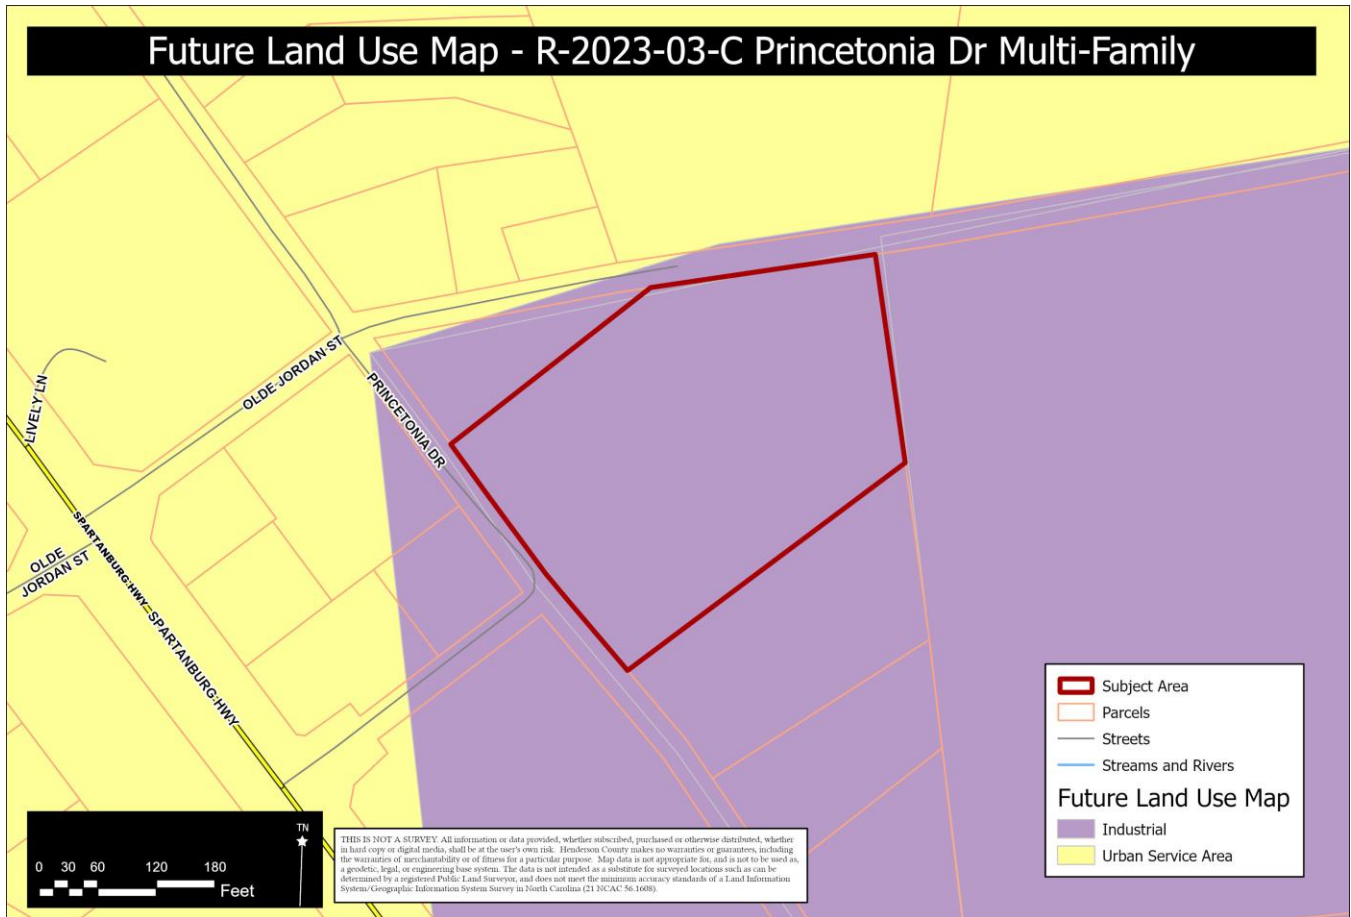 Future Land Use Map - R-2023-03-C Princetonia Dr Multi-Family
LIVELY LN
OLDE JORDAN ST
PRINCETONIA DR
OLDE
JORDAN ST
SPARTANBURG HWY
SPARTANBURG HWY
Subject Area
Parcels
Streets
Streams and Rivers
Future Land Use Map
Industrial
Urban Service Area
TN
0 30 60 120 180
Feet
THIS IS NOT A SURVEY. All information or data provided, whether subscribed, purchased or otherwise distributed, whether
in hard copy or digital media, shall be at the user's own risk. Henderson County makes no warranties or guarantees, including
the warranties of merchantability or of fitness for a particular purpose. Map data is not appropriate for, and is not to be used as,
a geodetic, legal, or engineering base system. The data is not intended as a substitute for surveyed locations such as can be
determined by a registered Public Land Surveyor, and does not meet the minimum accuracy standards of a Land Information
System/Geographic Information System Survey in North Carolina (21 NCAC 56.1608).